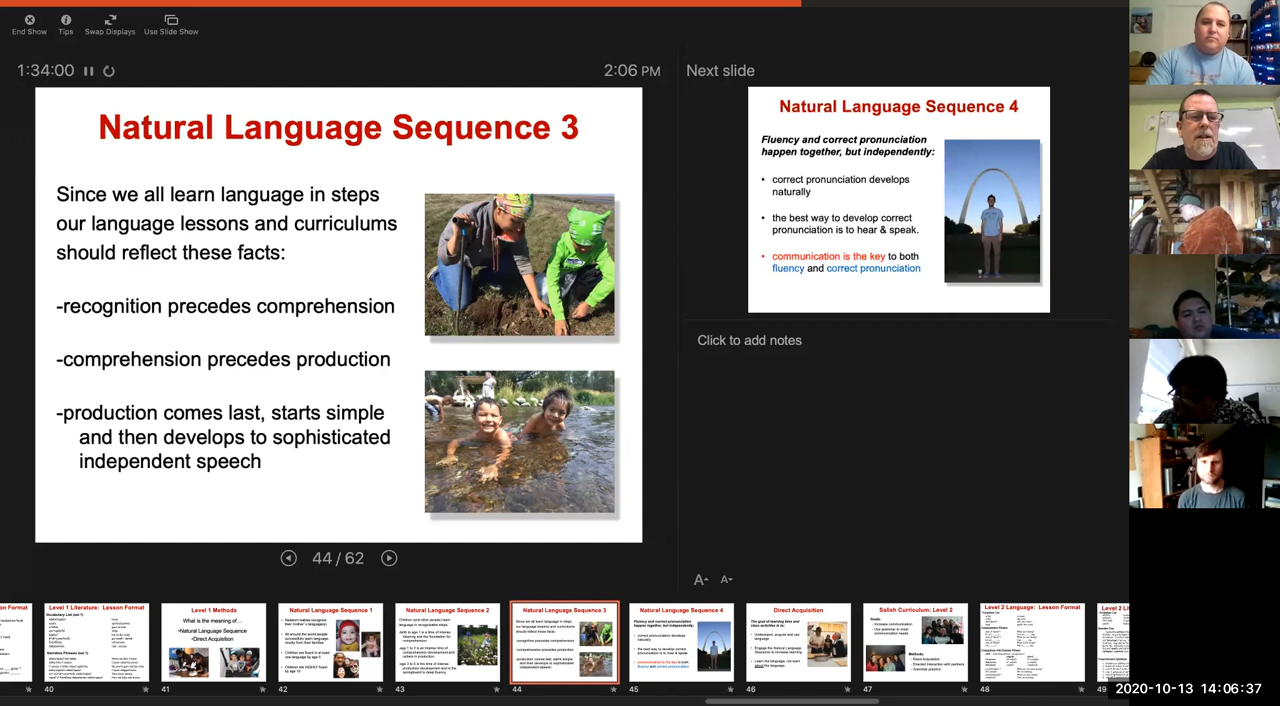 End Show
Tips
Swap Displays
Use Slide Show
1:34:00
2:06 PM
Next slide
Natural Language Sequence 3
Since we all learn language in steps
our language lessons and curriculums
should reflect these facts:
-recognition precedes comprehension
-comprehension precedes production
-production comes last, starts simple
and then develops to sophisticated
independent speech
Natural Language Sequence 4
Fluency and correct pronunciation
happen together, but independently:
• correct pronunciation develops
naturally
• the best way to develop correct
pronunciation is to hear & speak.
• communication is the key to both
fluency and correct pronunciation
Click to add notes
44 / 62
Level 1 Literature: Lesson Format
40
Level 1 Methods
What is the meaning of…
•Natural Language Sequence
•Direct Acquisition
41
Natural Language Sequence 1
42
Natural Language Sequence 2
43
Natural Language Sequence 3
44
Natural Language Sequence 4
45
Direct Acquisition
46
Salish Curriculum: Level 2
47
Level 2 Language: Lesson Format
48
49
2020-10-13 14:06:37